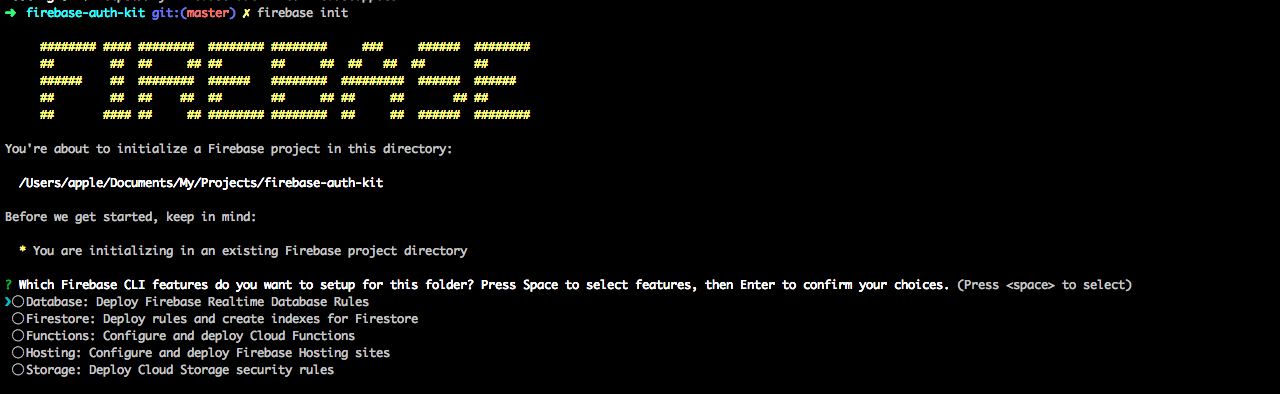 ➜ firebase-auth-kit git:(master) ✗ firebase init
FIREBASE
You're about to initialize a Firebase project in this directory:
/Users/apple/Documents/My/Projects/firebase-auth-kit
Before we get started, keep in mind:
* You are initializing in an existing Firebase project directory
? Which Firebase CLI features do you want to setup for this folder? Press Space to select features, then Enter to confirm your choices. (Press <space> to select)
❯◯Database: Deploy Firebase Realtime Database Rules
◯Firestore: Deploy rules and create indexes for Firestore
◯Functions: Configure and deploy Cloud Functions
◯Hosting: Configure and deploy Firebase Hosting sites
◯Storage: Deploy Cloud Storage security rules